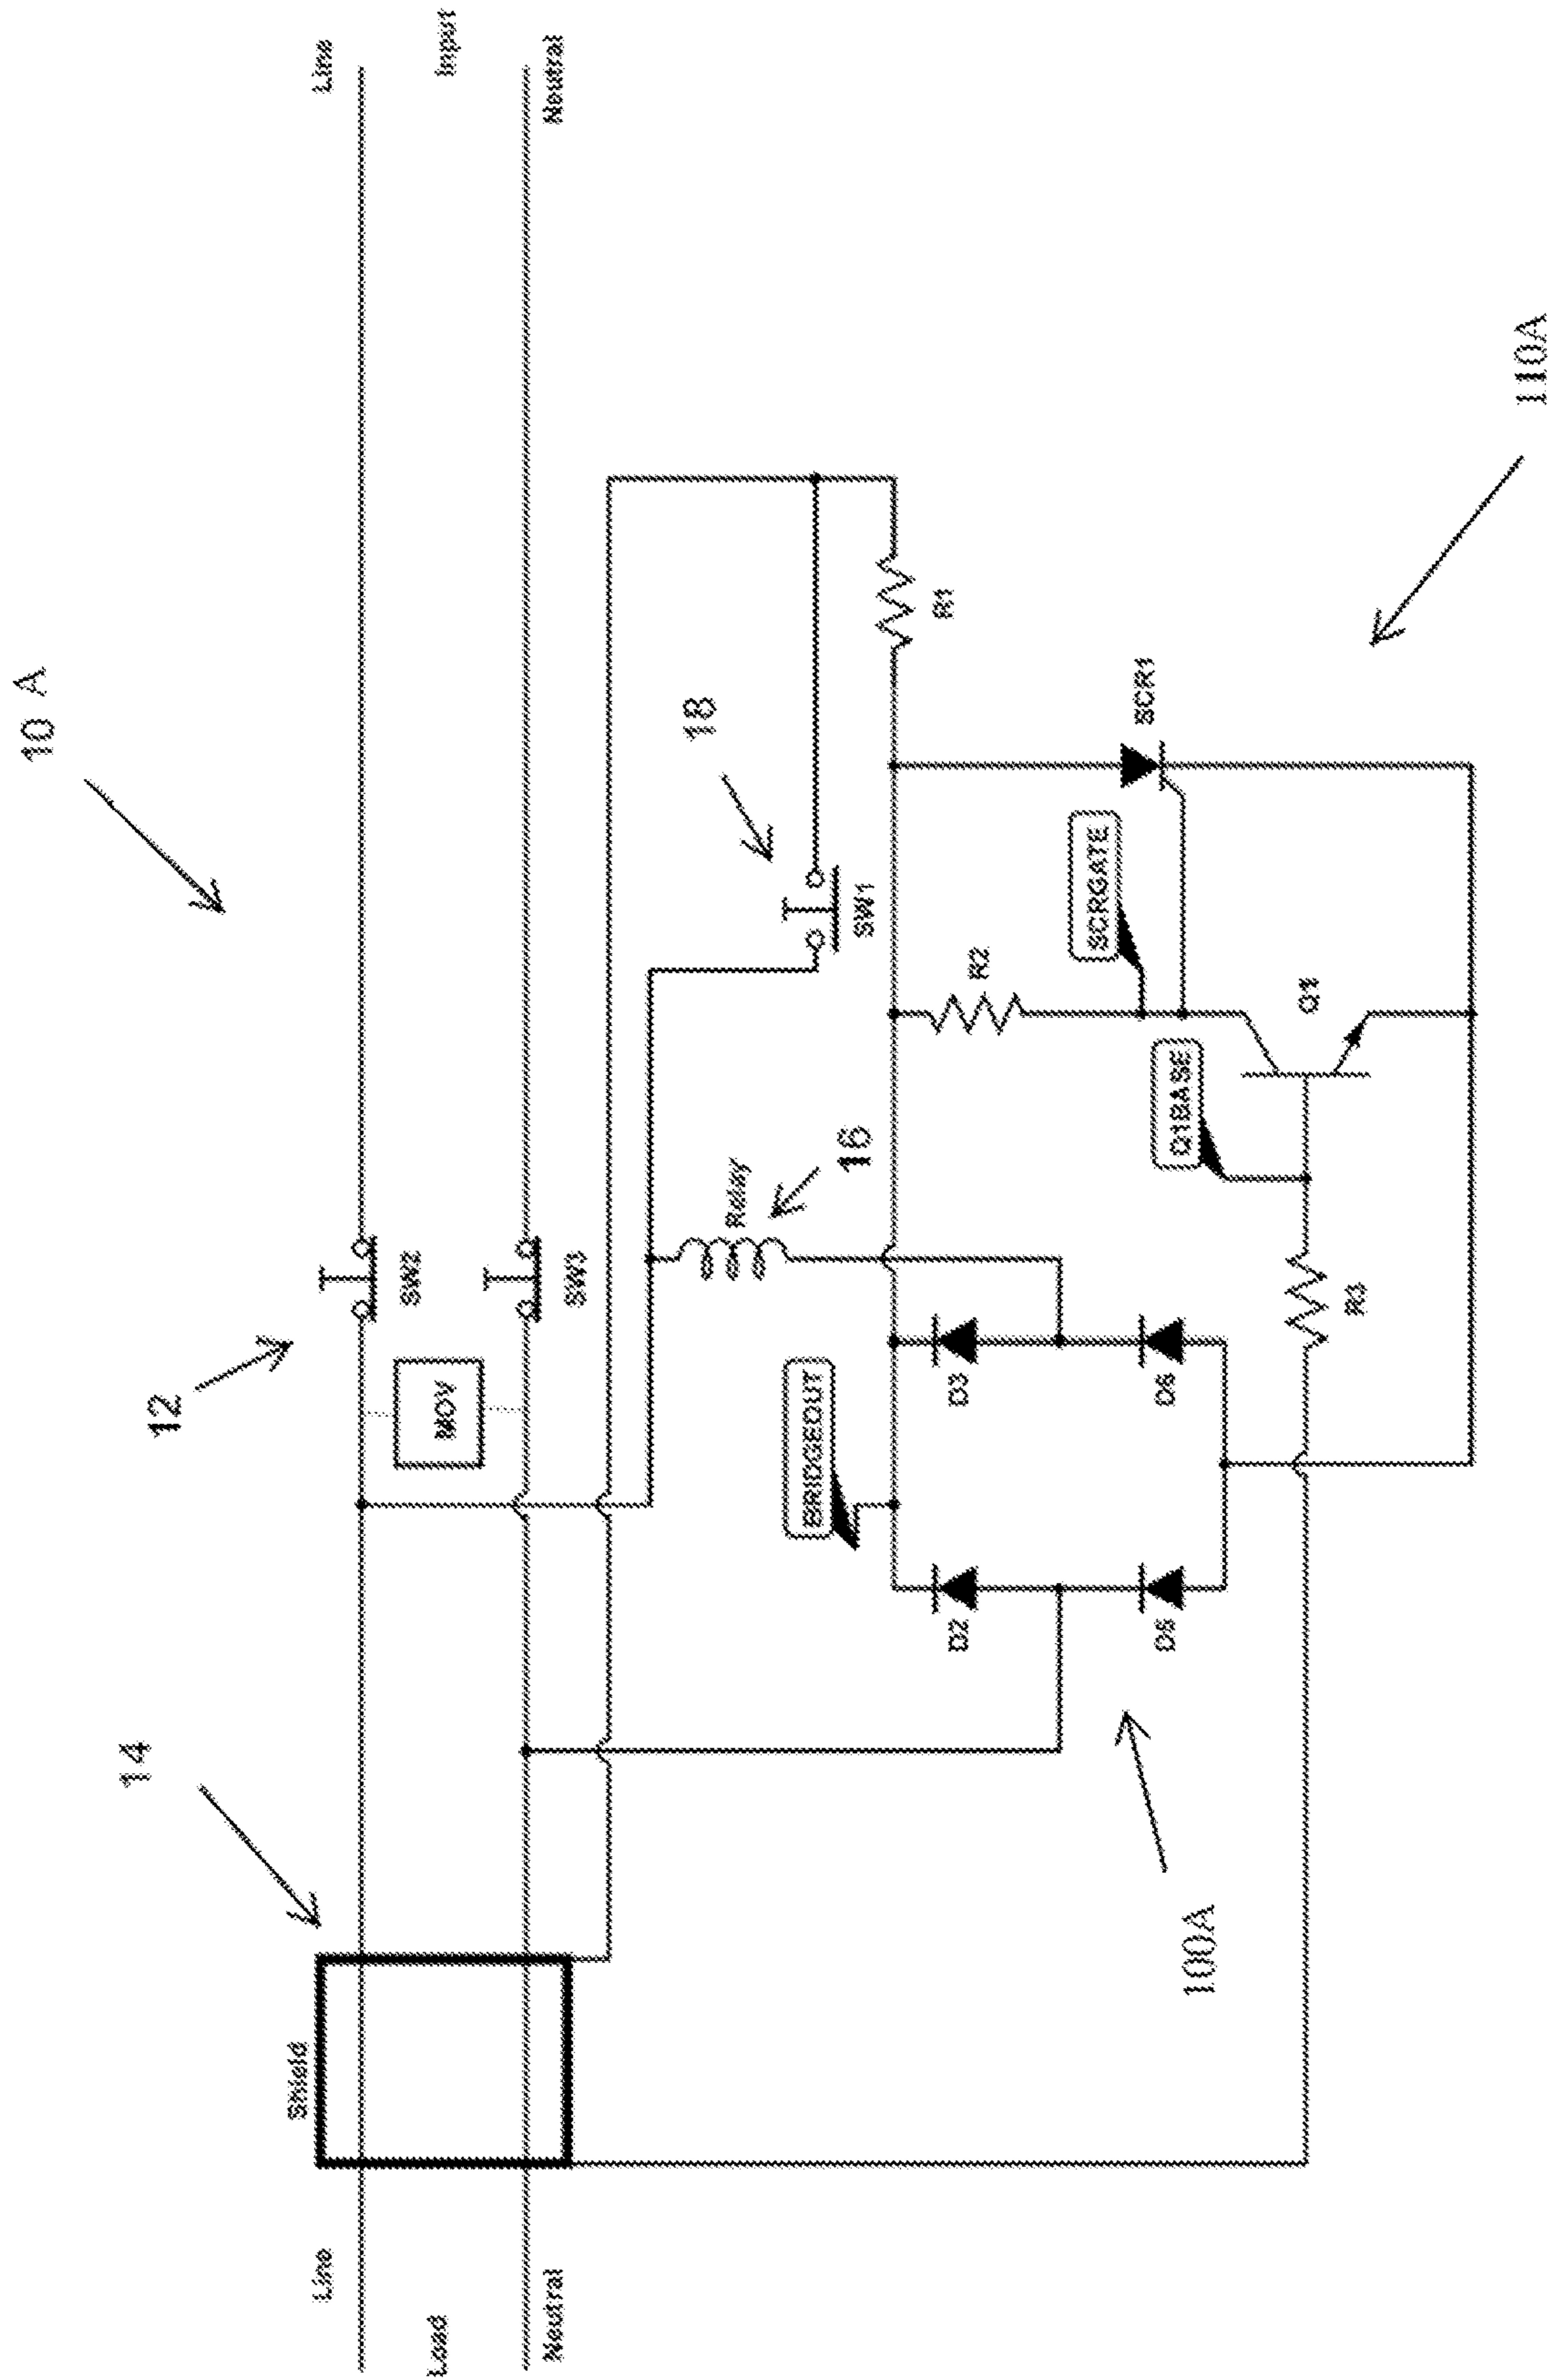 10 A
Line
Input
Neutral
12
SW2
MOV
SW3
14
Shield
Line
Load
Neutral
18
SW1
R1
16
Relay
BRIDGEOUT
D3
D6
D2
D5
100A
R2
SCRGATE
SCR1
Q1BASE
Q1
R3
110A